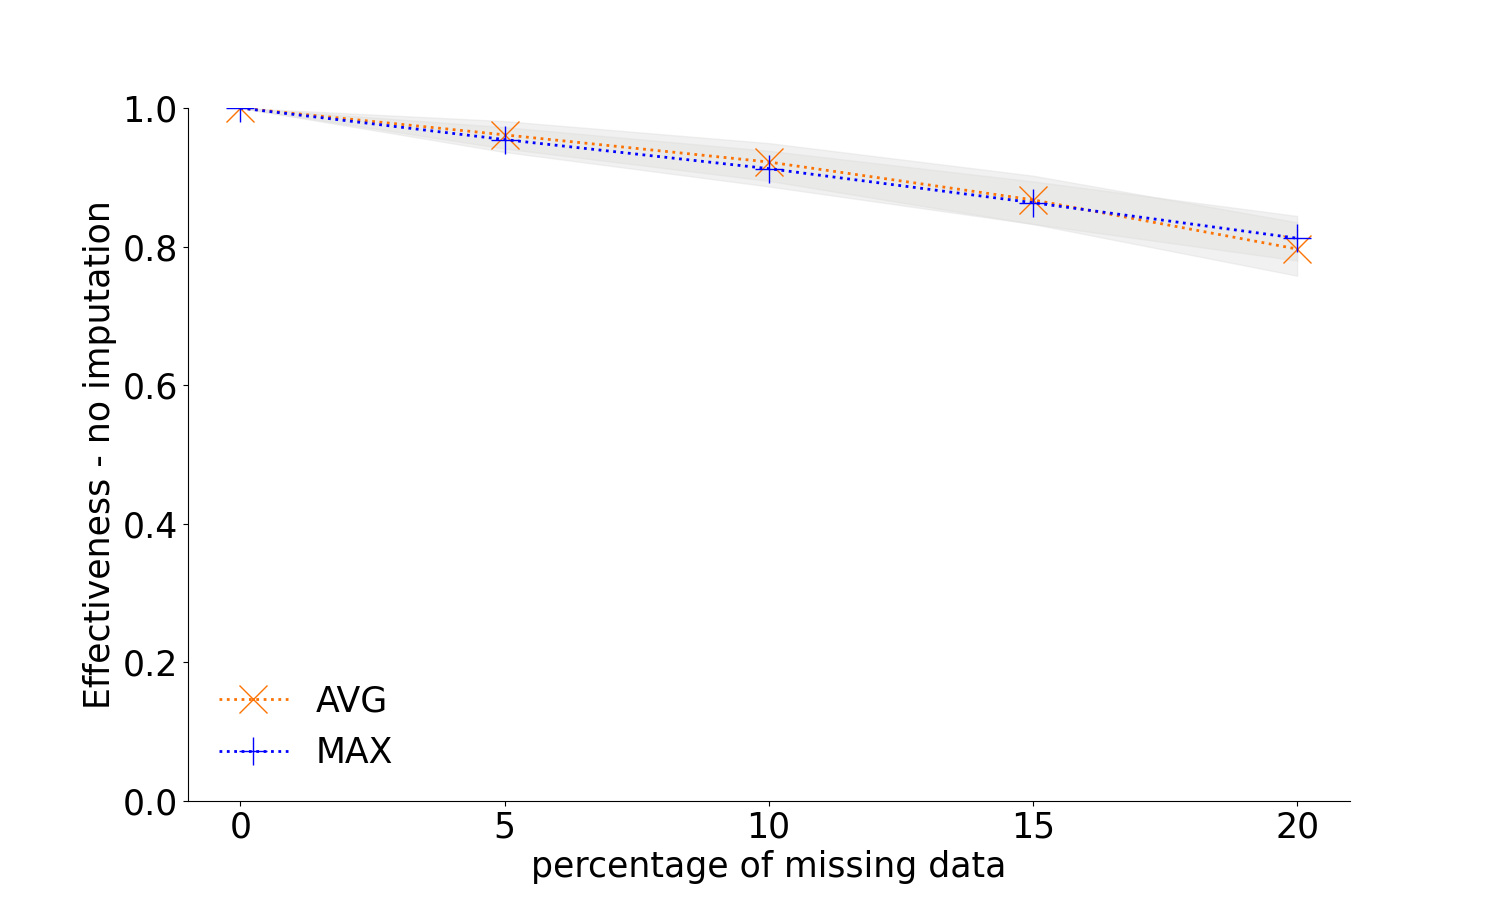 1.0
0.8
0.6
0.4
0.2
0.0
Effectiveness - no imputation
AVG
MAX
0 5 10 15 20
percentage of missing data